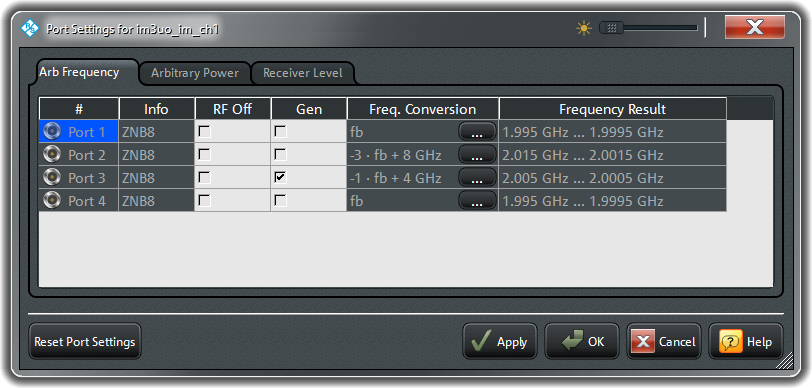 Port Settings for im3uo_im_ch1
Arb Frequency Arbitrary Power Receiver Level
# Info RF Off Gen Freq. Conversion Frequency Result
Port 1 ZNB8 fb ... 1.995 GHz ... 1.9995 GHz
Port 2 ZNB8 -3 · fb + 8 GHz ... 2.015 GHz ... 2.0015 GHz
Port 3 ZNB8 -1 · fb + 4 GHz ... 2.005 GHz ... 2.0005 GHz
Port 4 ZNB8 fb ... 1.995 GHz ... 1.9995 GHz
Reset Port Settings Apply OK Cancel Help